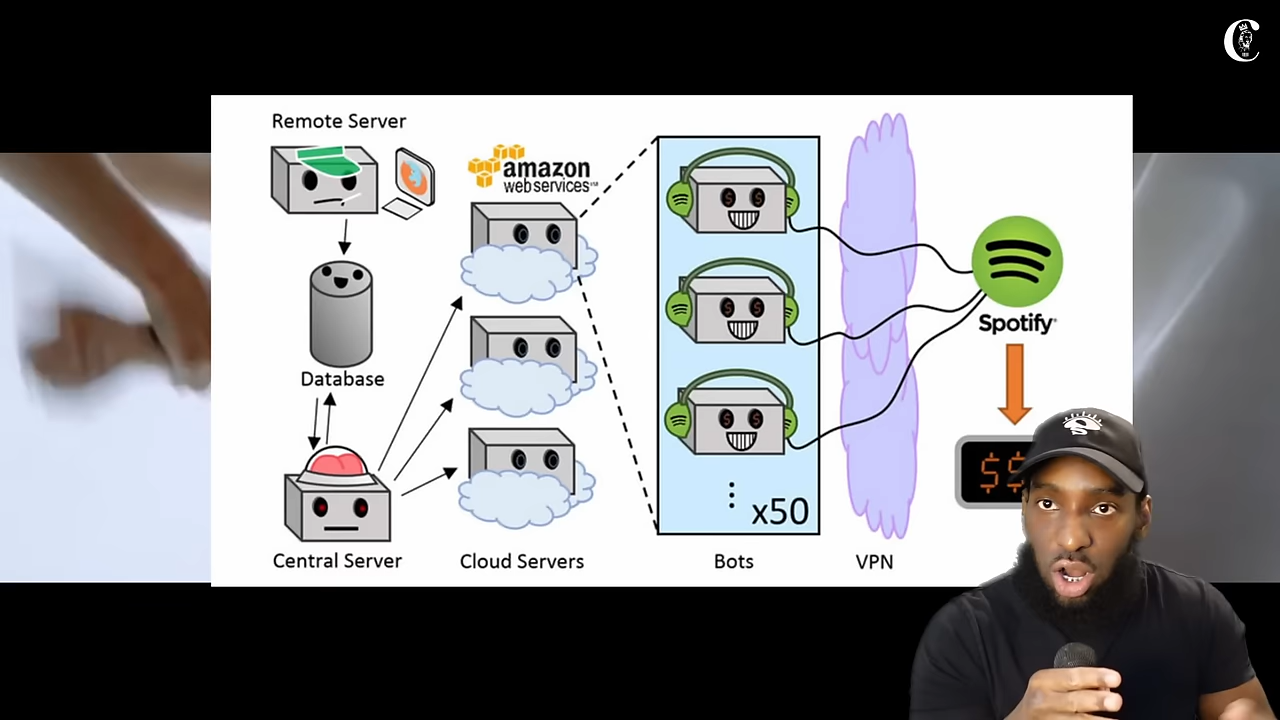 Remote Server
amazon
web services
Database
Central Server
Cloud Servers
x50
Bots
VPN
Spotify
$$